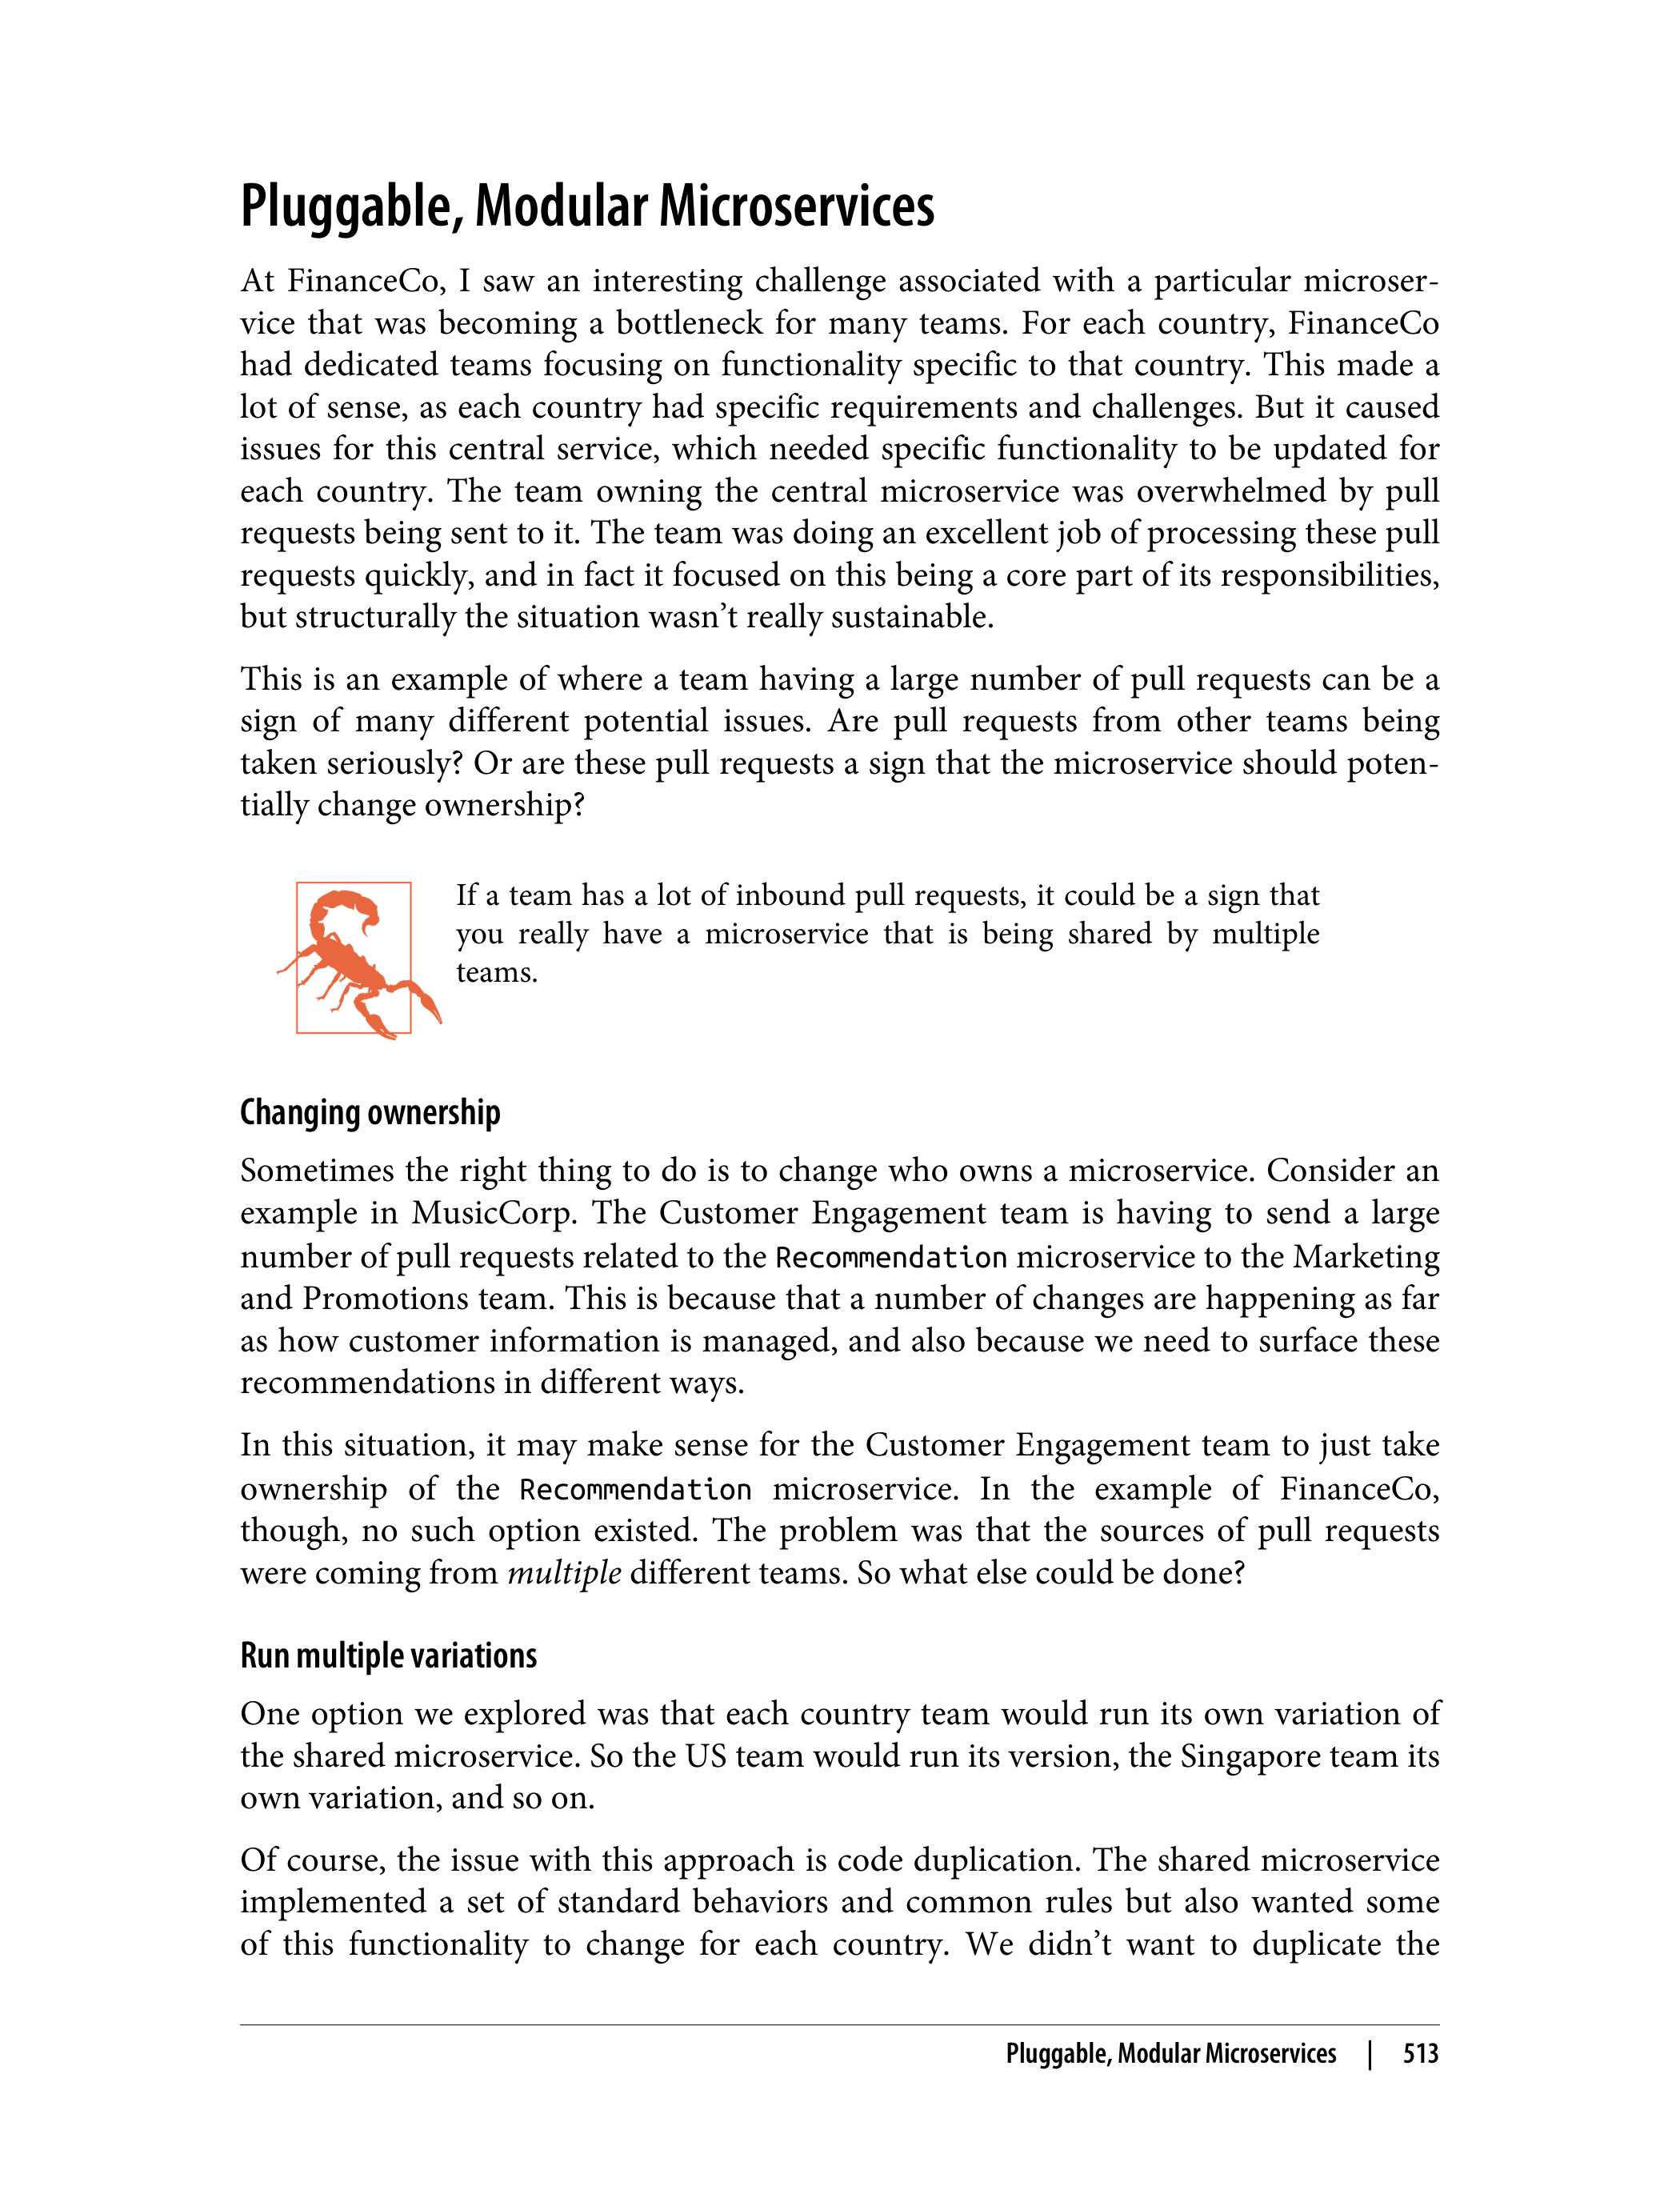 Pluggable, Modular Microservices
At FinanceCo, I saw an interesting challenge associated with a particular microser-
vice that was becoming a bottleneck for many teams. For each country, FinanceCo
had dedicated teams focusing on functionality specific to that country. This made a
lot of sense, as each country had specific requirements and challenges. But it caused
issues for this central service, which needed specific functionality to be updated for
each country. The team owning the central microservice was overwhelmed by pull
requests being sent to it. The team was doing an excellent job of processing these pull
requests quickly, and in fact it focused on this being a core part of its responsibilities,
but structurally the situation wasn’t really sustainable.
This is an example of where a team having a large number of pull requests can be a
sign of many different potential issues. Are pull requests from other teams being
taken seriously? Or are these pull requests a sign that the microservice should poten-
tially change ownership?
If a team has a lot of inbound pull requests, it could be a sign that
you really have a microservice that is being shared by multiple
teams.
Changing ownership
Sometimes the right thing to do is to change who owns a microservice. Consider an
example in MusicCorp. The Customer Engagement team is having to send a large
number of pull requests related to the Recommendation microservice to the Marketing
and Promotions team. This is because that a number of changes are happening as far
as how customer information is managed, and also because we need to surface these
recommendations in different ways.
In this situation, it may make sense for the Customer Engagement team to just take
ownership of the Recommendation microservice. In the example of FinanceCo,
though, no such option existed. The problem was that the sources of pull requests
were coming from multiple different teams. So what else could be done?
Run multiple variations
One option we explored was that each country team would run its own variation of
the shared microservice. So the US team would run its version, the Singapore team its
own variation, and so on.
Of course, the issue with this approach is code duplication. The shared microservice
implemented a set of standard behaviors and common rules but also wanted some
of this functionality to change for each country. We didn’t want to duplicate the
Pluggable, Modular Microservices | 513